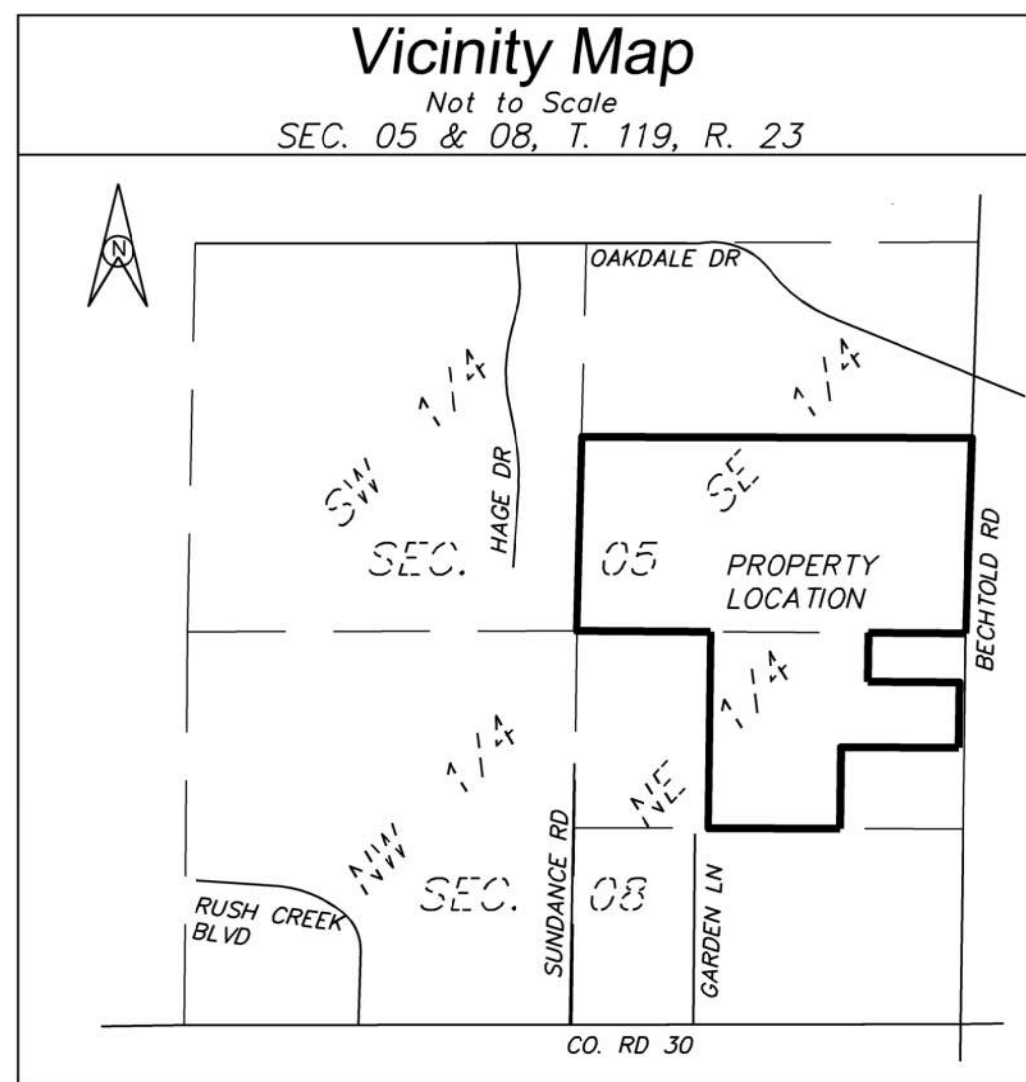 Vicinity Map
Not to Scale
SEC. 05 & 08, T. 119, R. 23
N
OAKDALE DR
SW 1/4
SE 1/4
HAGE DR
SEC. 05
PROPERTY
LOCATION
BECHTOLD RD
NW 1/4
NE 1/4
SUNDANCE RD
SEC. 08
RUSH CREEK
BLVD
GARDEN LN
CO. RD 30